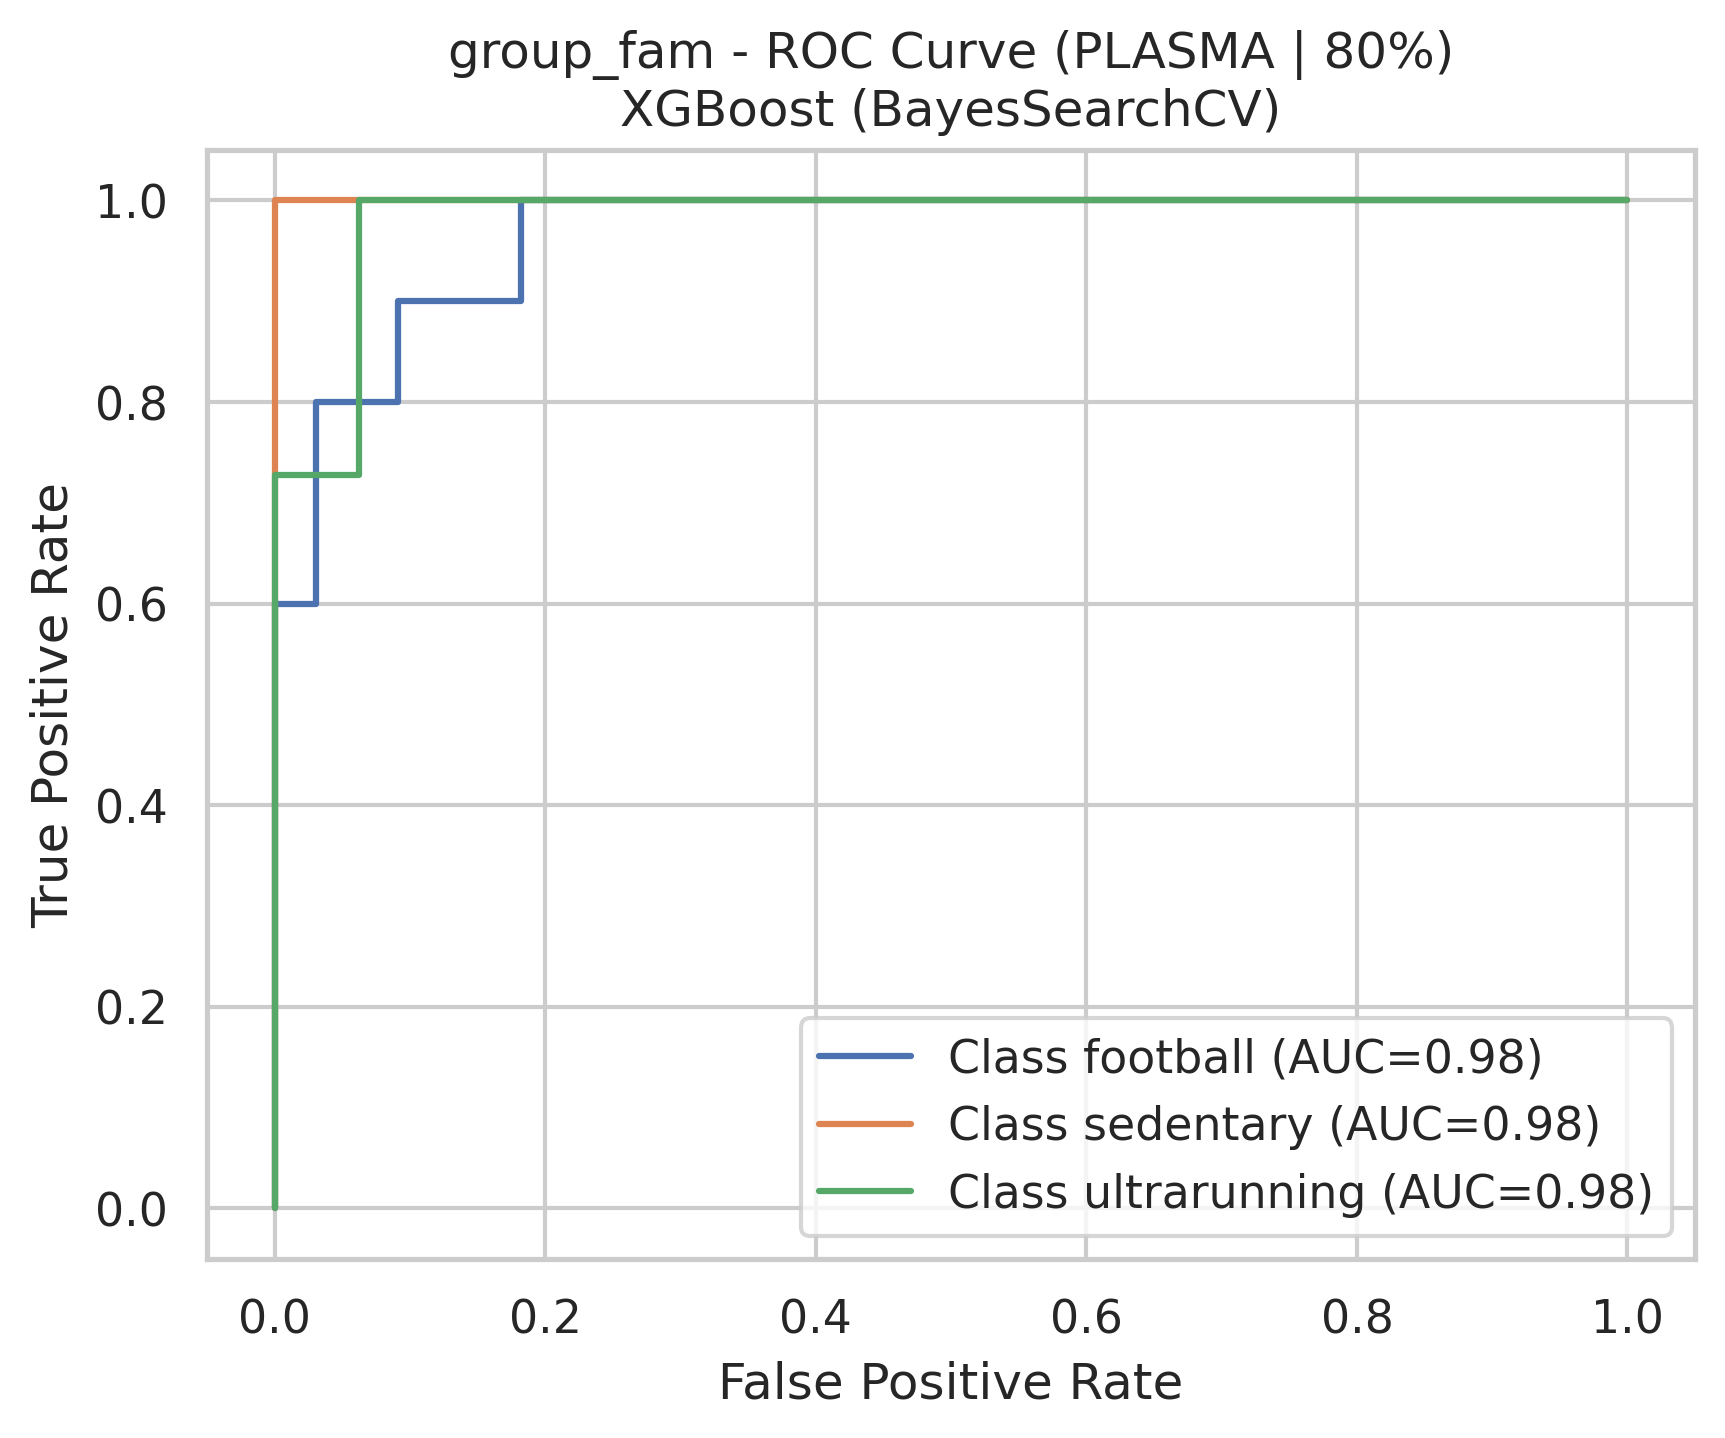 group_fam - ROC Curve (PLASMA | 80%)
XGBoost (BayesSearchCV)
1.0
0.8
0.6
0.4
0.2
0.0
True Positive Rate
Class football (AUC=0.98)
Class sedentary (AUC=0.98)
Class ultrarunning (AUC=0.98)
0.0 0.2 0.4 0.6 0.8 1.0
False Positive Rate